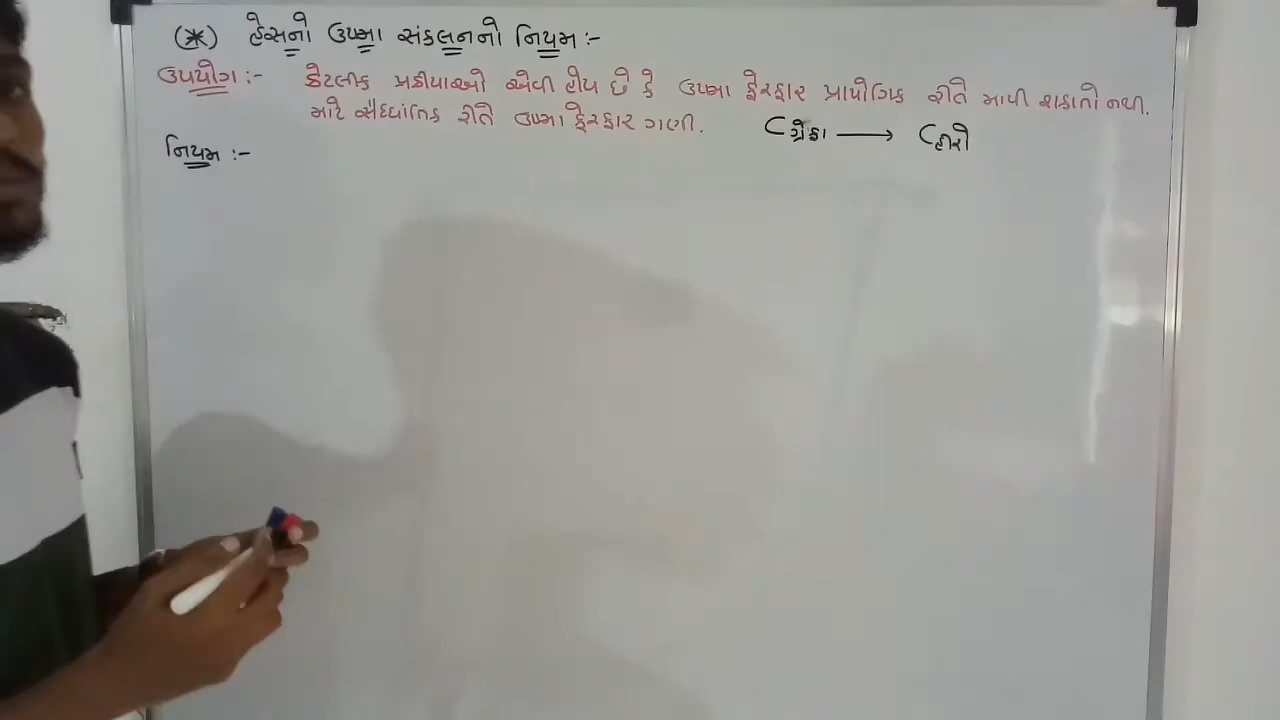 (*) હેસનો ઉષ્મા સંકલનનો નિયમ :-
ઉપયોગ :- કેટલીક પ્રક્રીયાઓ એવી હોય છે કે ઉષ્મા ફેરફાર પ્રાયોગિક રીતે માપી શકાતો નથી.
માટે સૈધ્ધાંતિક રીતે ઉષ્મા ફેરફાર ગણી.
C ગ્રેફા ⟶ C હીરો
નિયમ :-